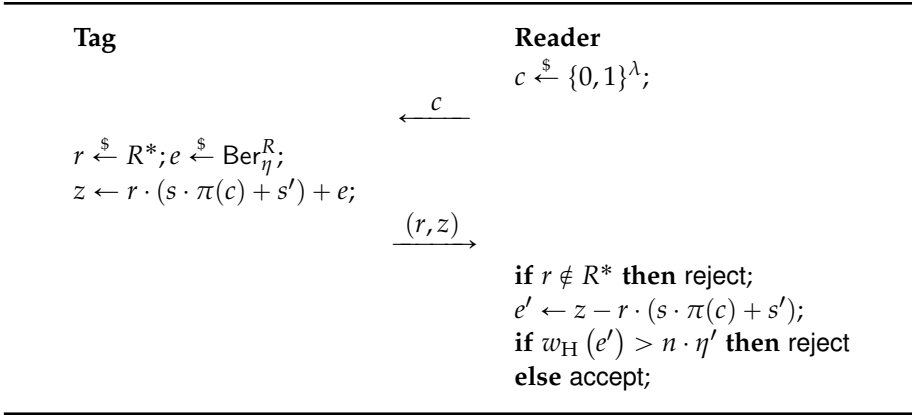 Tag Reader
c ←$ {0,1}^λ;
c
r ←$ R*; e ←$ Ber_η^R;
z ← r · (s · π(c) + s′) + e;
(r, z)
if r ∉ R* then reject;
e′ ← z − r · (s · π(c) + s′);
if w_H (e′) > n · η′ then reject
else accept;